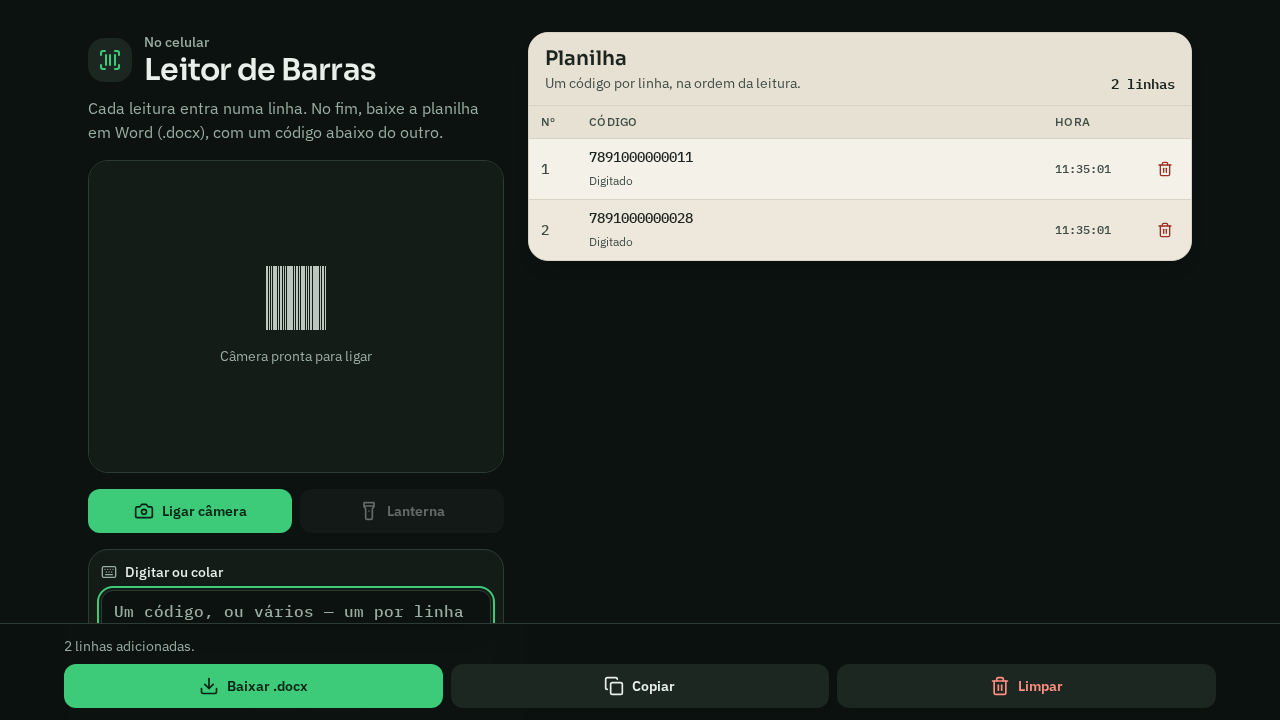 No celular
Leitor de Barras
Cada leitura entra numa linha. No fim, baixe a planilha
em Word (.docx), com um código abaixo do outro.
Câmera pronta para ligar
Ligar câmera
Lanterna
Digitar ou colar
Um código, ou vários — um por linha
Planilha
Um código por linha, na ordem da leitura.
2 linhas
Nº CÓDIGO HORA
1 7891000000011 11:35:01
Digitado
2 7891000000028 11:35:01
Digitado
2 linhas adicionadas.
Baixar .docx
Copiar
Limpar